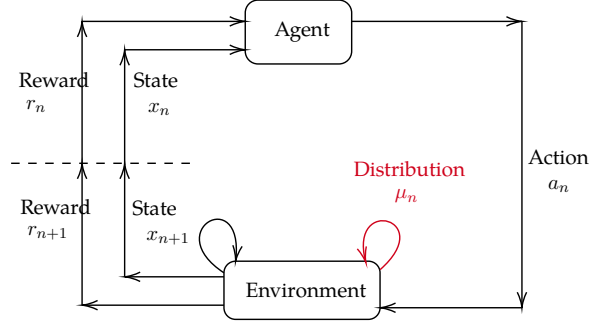 Agent
Reward
r_n
State
x_n
Distribution
μ_n
Action
a_n
Reward
r_{n+1}
State
x_{n+1}
Environment